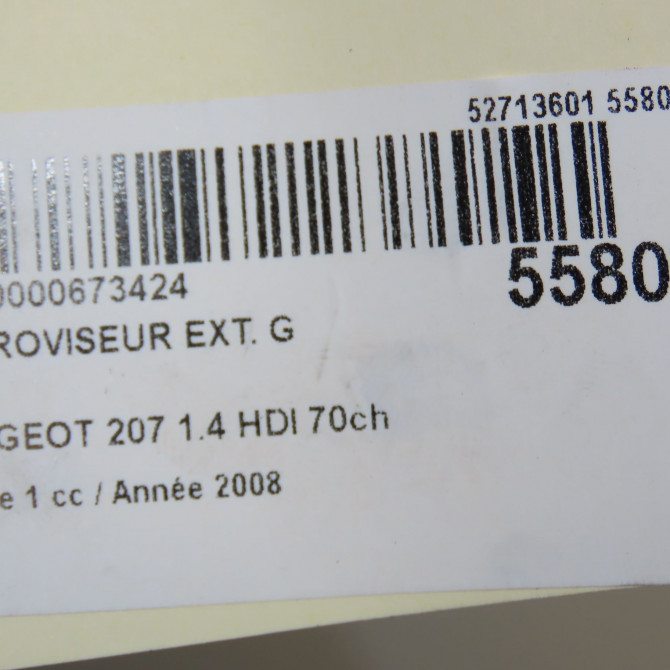 52713601 5580
0000673424
5580
ROVISEUR EXT. G
GEOT 207 1.4 HDI 70ch
e 1 cc / Année 2008